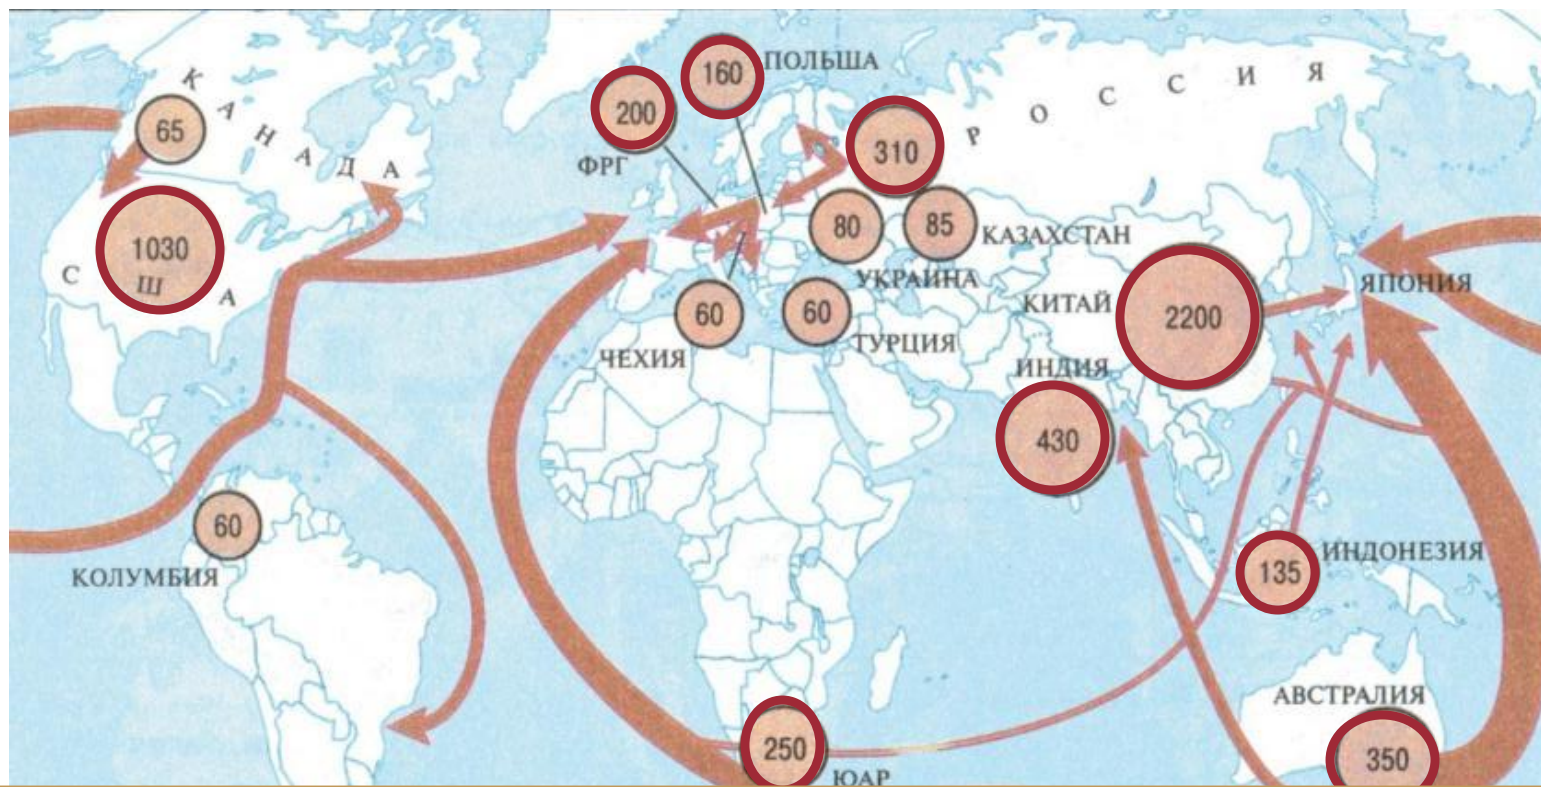 ПОЛЬША
160
200
ФРГ
КАНАДА
65
РОССИЯ
310
1030
США
80
85
КАЗАХСТАН
УКРАИНА
ЯПОНИЯ
КИТАЙ
2200
60
60
ЧЕХИЯ
ТУРЦИЯ
ИНДИЯ
430
60
КОЛУМБИЯ
ИНДОНЕЗИЯ
135
АВСТРАЛИЯ
350
250
ЮАР